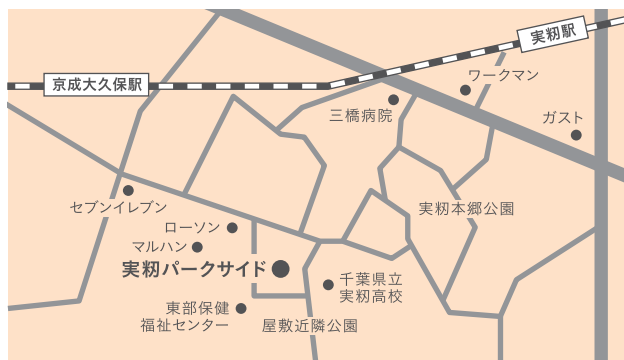 実籾駅
京成大久保駅
ワークマン
三橋病院
ガスト
セブンイレブン
実籾本郷公園
ローソン
マルハン
実籾パークサイド
千葉県立
実籾高校
東部保健
福祉センター
屋敷近隣公園